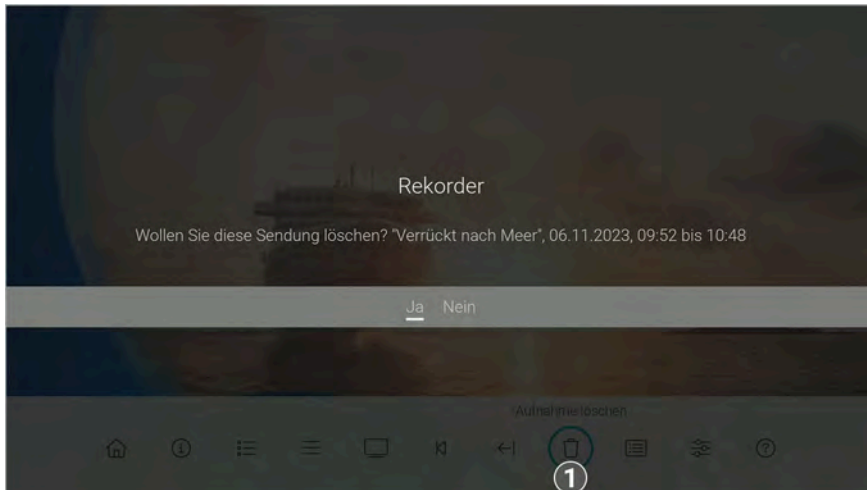 Rekorder
Wollen Sie diese Sendung löschen? "Verrückt nach Meer", 06.11.2023, 09:52 bis 10:48
Ja Nein
Aufnahme löschen
1